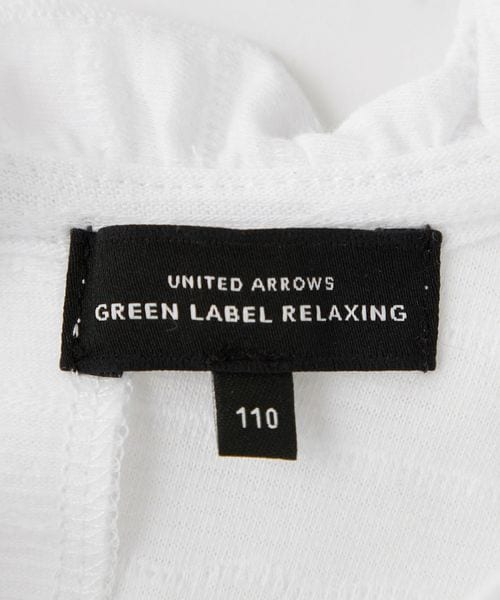 UNITED ARROWS
GREEN LABEL RELAXING
110